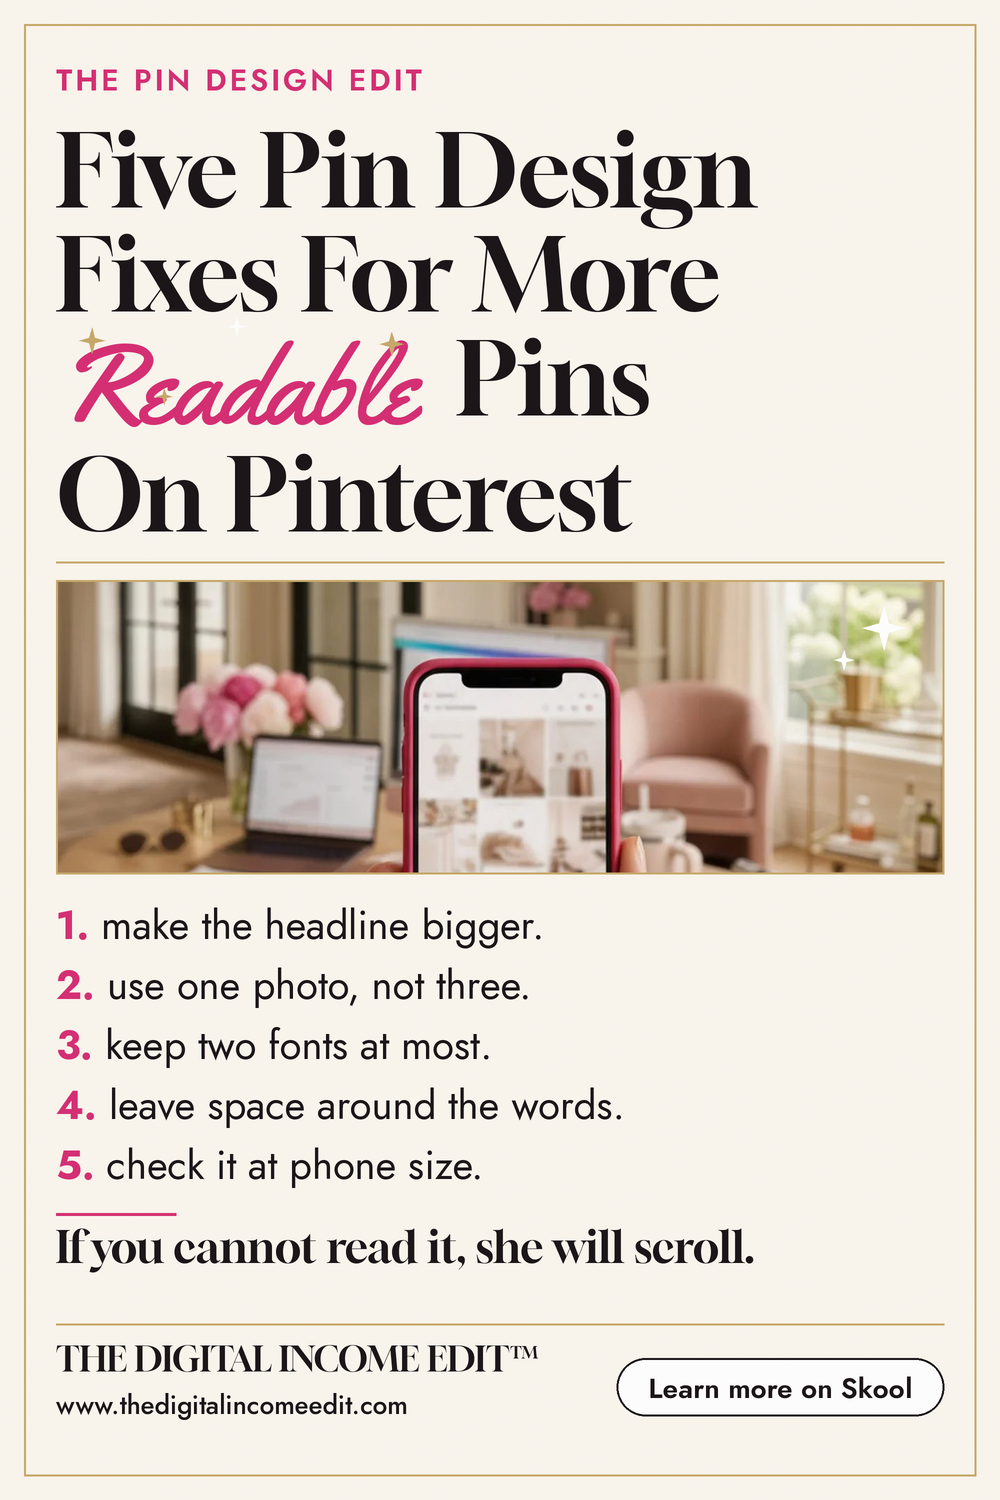 THE PIN DESIGN EDIT
Five Pin Design
Fixes For More
Readable Pins
On Pinterest
1. make the headline bigger.
2. use one photo, not three.
3. keep two fonts at most.
4. leave space around the words.
5. check it at phone size.
If you cannot read it, she will scroll.
THE DIGITAL INCOME EDIT™
www.thedigitalincomeedit.com
Learn more on Skool